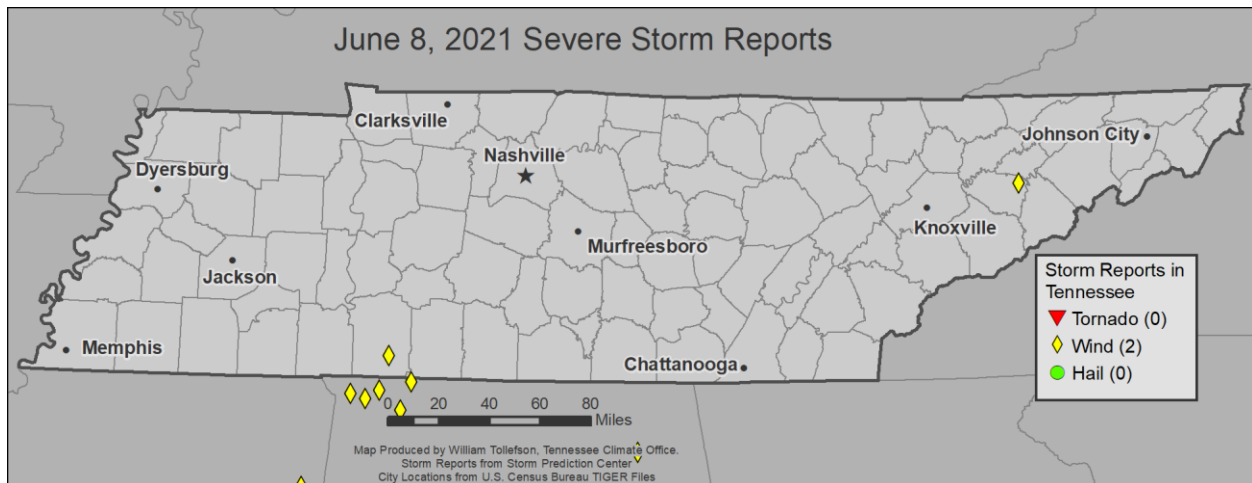 June 8, 2021 Severe Storm Reports
Clarksville
Nashville
Dyersburg
Johnson City
Knoxville
Murfreesboro
Jackson
Memphis
Chattanooga
Storm Reports in
Tennessee
Tornado (0)
Wind (2)
Hail (0)
0 20 40 60 80
Miles
Map Produced by William Tollefson, Tennessee Climate Office.
Storm Reports from Storm Prediction Center
City Locations from U.S. Census Bureau TIGER Files